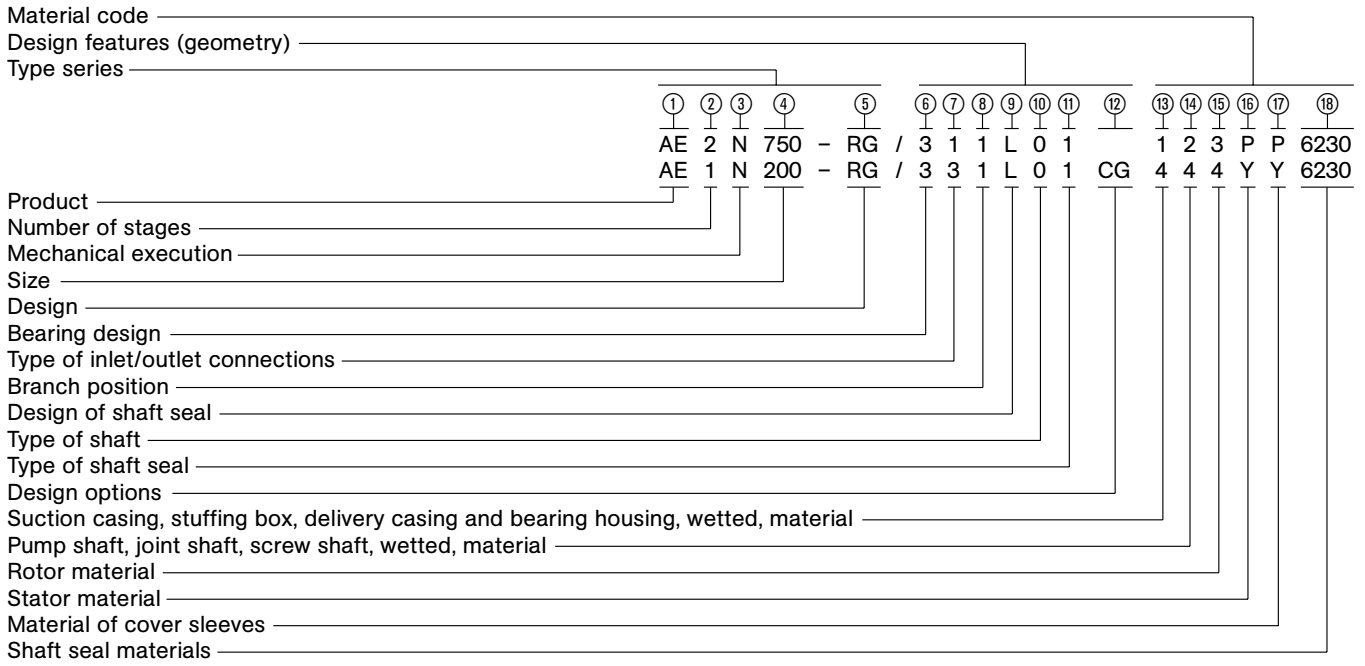 Material code
Design features (geometry)
Type series
① ② ③ ④ ⑤ ⑥ ⑦ ⑧ ⑨ ⑩ ⑪ ⑫ ⑬ ⑭ ⑮ ⑯ ⑰ ⑱
AE 2 N 750 – RG / 3 1 1 L 0 1 1 2 3 P P 6230
AE 1 N 200 – RG / 3 3 1 L 0 1 CG 4 4 4 Y Y 6230
Product
Number of stages
Mechanical execution
Size
Design
Bearing design
Type of inlet/outlet connections
Branch position
Design of shaft seal
Type of shaft
Type of shaft seal
Design options
Suction casing, stuffing box, delivery casing and bearing housing, wetted, material
Pump shaft, joint shaft, screw shaft, wetted, material
Rotor material
Stator material
Material of cover sleeves
Shaft seal materials